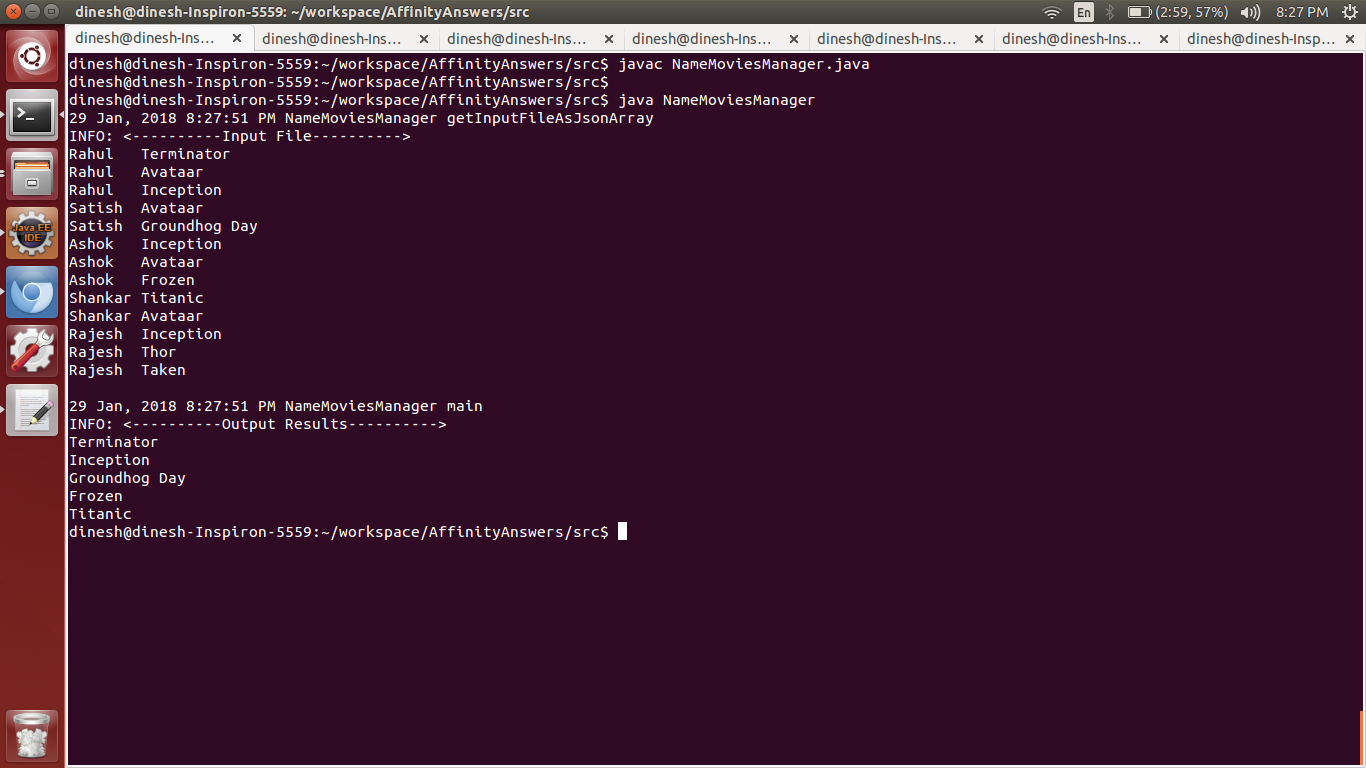 dinesh@dinesh-Inspiron-5559: ~/workspace/AffinityAnswers/src
En
(2:59, 57%)
8:27 PM
dinesh@dinesh-Ins...
dinesh@dinesh-Ins...
dinesh@dinesh-Ins...
dinesh@dinesh-Ins...
dinesh@dinesh-Ins...
dinesh@dinesh-Ins...
dinesh@dinesh-Insp...
dinesh@dinesh-Inspiron-5559:~/workspace/AffinityAnswers/src$ javac NameMoviesManager.java
dinesh@dinesh-Inspiron-5559:~/workspace/AffinityAnswers/src$
dinesh@dinesh-Inspiron-5559:~/workspace/AffinityAnswers/src$ java NameMoviesManager
29 Jan, 2018 8:27:51 PM NameMoviesManager getInputFileAsJsonArray
INFO: <----------Input File---------->
Rahul   Terminator
Rahul   Avataar
Rahul   Inception
Satish  Avataar
Satish  Groundhog Day
Ashok   Inception
Ashok   Avataar
Ashok   Frozen
Shankar Titanic
Shankar Avataar
Rajesh  Inception
Rajesh  Thor
Rajesh  Taken
29 Jan, 2018 8:27:51 PM NameMoviesManager main
INFO: <----------Output Results---------->
Terminator
Inception
Groundhog Day
Frozen
Titanic
dinesh@dinesh-Inspiron-5559:~/workspace/AffinityAnswers/src$
Java EE
IDE